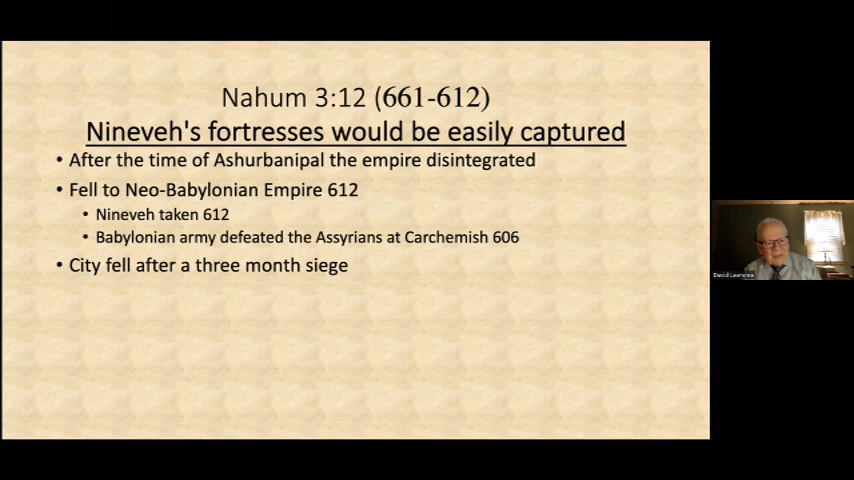 Nahum 3:12 (661-612)
Nineveh's fortresses would be easily captured
• After the time of Ashurbanipal the empire disintegrated
• Fell to Neo-Babylonian Empire 612
• Nineveh taken 612
• Babylonian army defeated the Assyrians at Carchemish 606
• City fell after a three month siege
David Lawrence